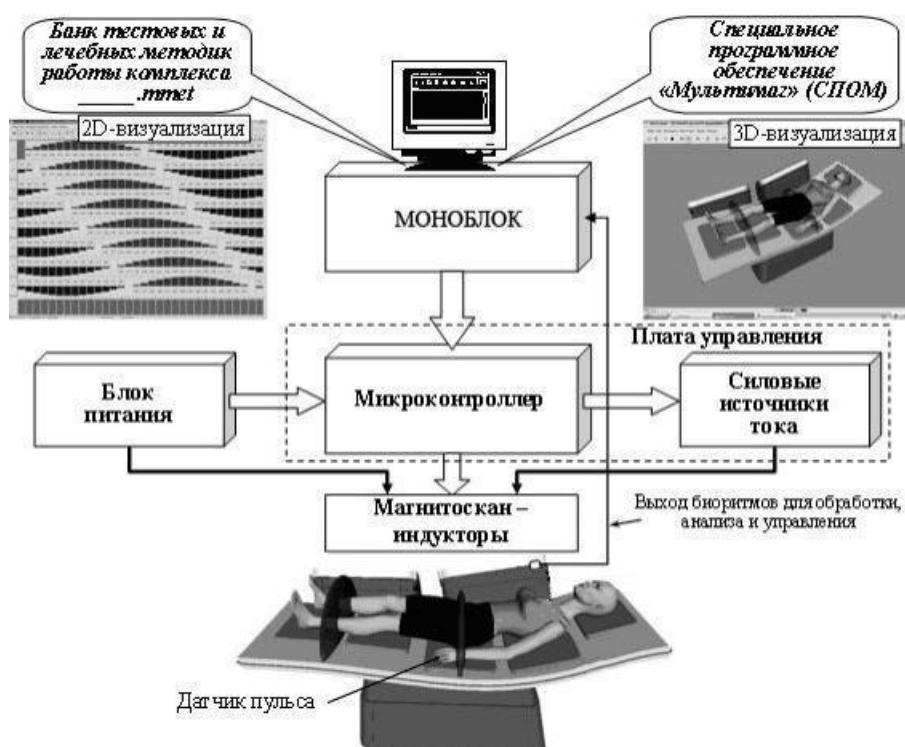 Банк тестовых и
лечебных методик
работы комплекса
_____ .mmet
Специальное
программное
обеспечение
«Мультимаг» (СПОМ)
2D-визуализация
3D-визуализация
МОНОБЛОК
Плата управления
Блок
питания
Микроконтроллер
Силовые
источники
тока
Магнитоскан –
индукторы
Выход биоритмов для обработки,
анализа и управления
Датчик пульса